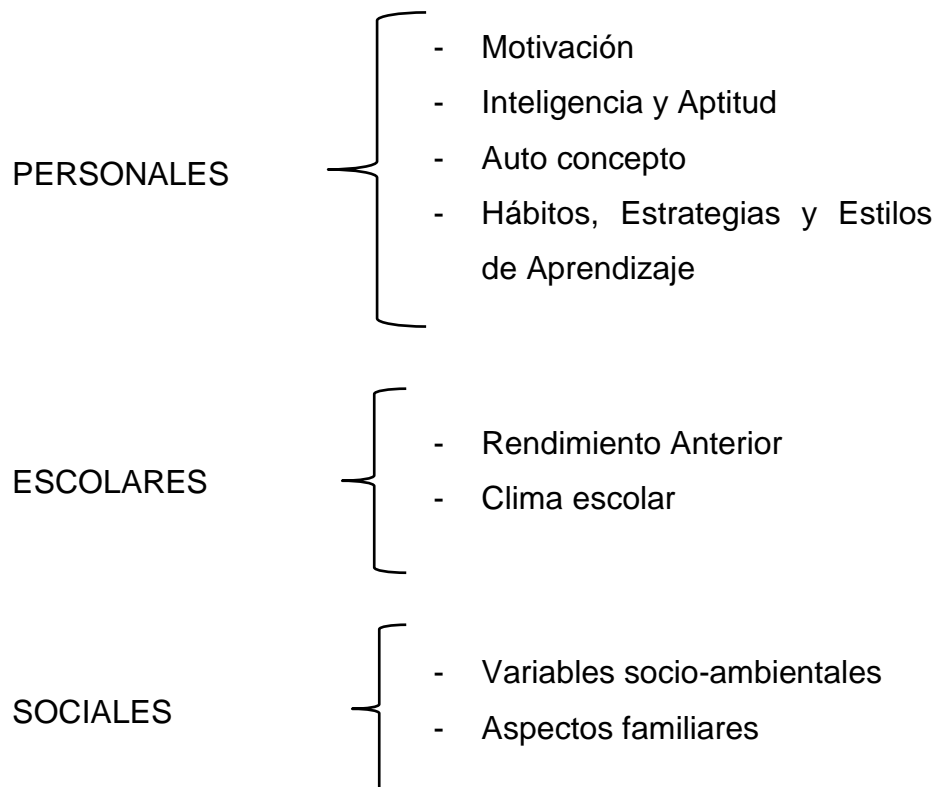 - Motivación
- Inteligencia y Aptitud
PERSONALES
- Auto concepto
- Hábitos, Estrategias y Estilos
de Aprendizaje
- Rendimiento Anterior
ESCOLARES
- Clima escolar
- Variables socio-ambientales
SOCIALES
- Aspectos familiares